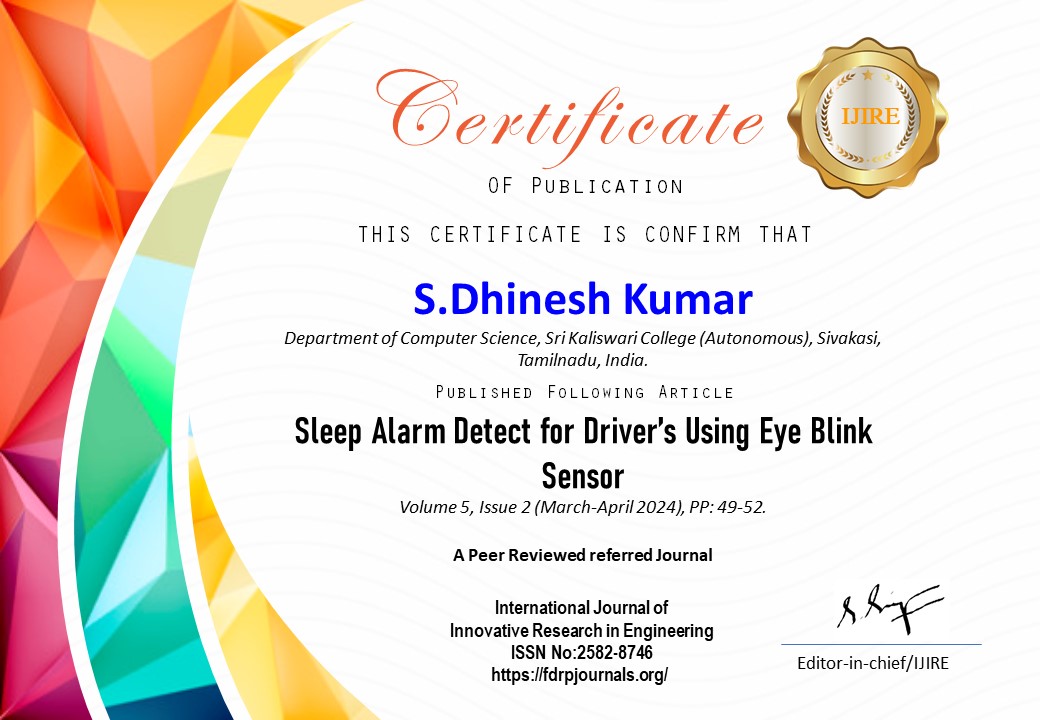 Certificate
IJIRE
OF PUBLICATION
THIS CERTIFICATE IS CONFIRM THAT
S.Dhinesh Kumar
Department of Computer Science, Sri Kaliswari College (Autonomous), Sivakasi,
Tamilnadu, India.
PUBLISHED FOLLOWING ARTICLE
Sleep Alarm Detect for Driver’s Using Eye Blink
Sensor
Volume 5, Issue 2 (March-April 2024), PP: 49-52.
A Peer Reviewed referred Journal
International Journal of
Innovative Research in Engineering
ISSN No:2582-8746
https://fdrpjournals.org/
Editor-in-chief/IJIRE